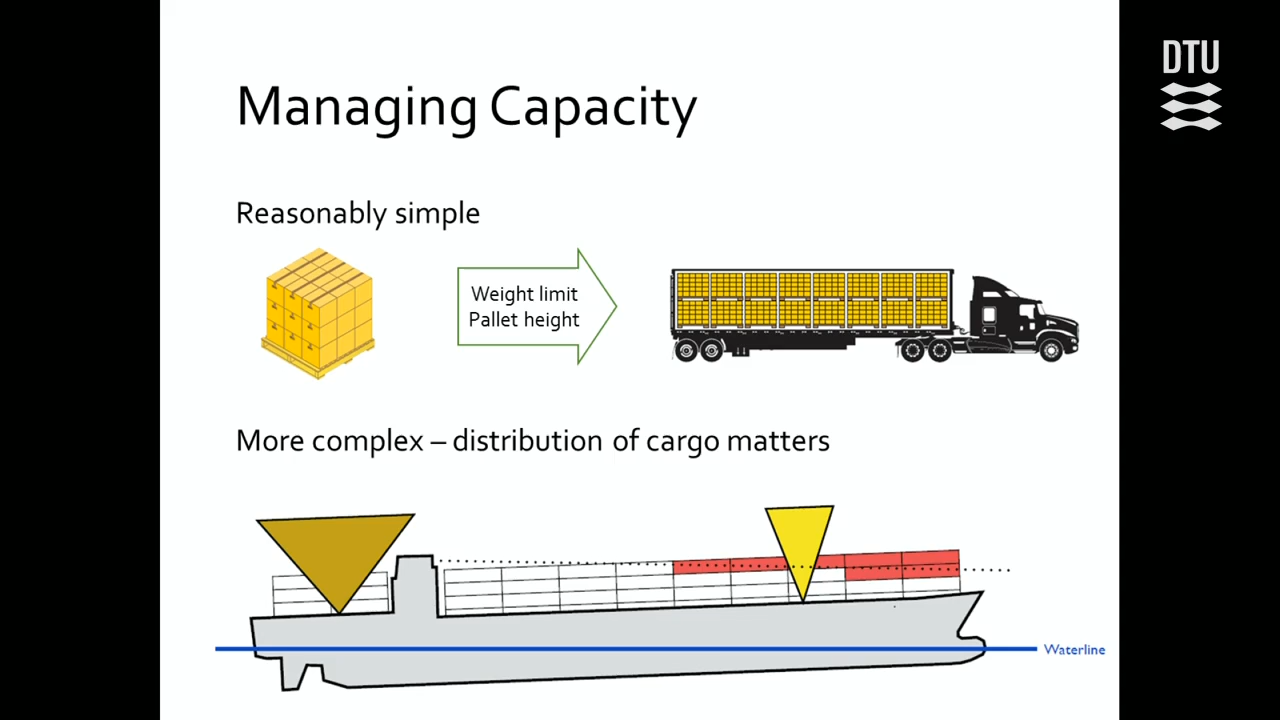 DTU
Managing Capacity
Reasonably simple
Weight limit
Pallet height
More complex – distribution of cargo matters
Waterline